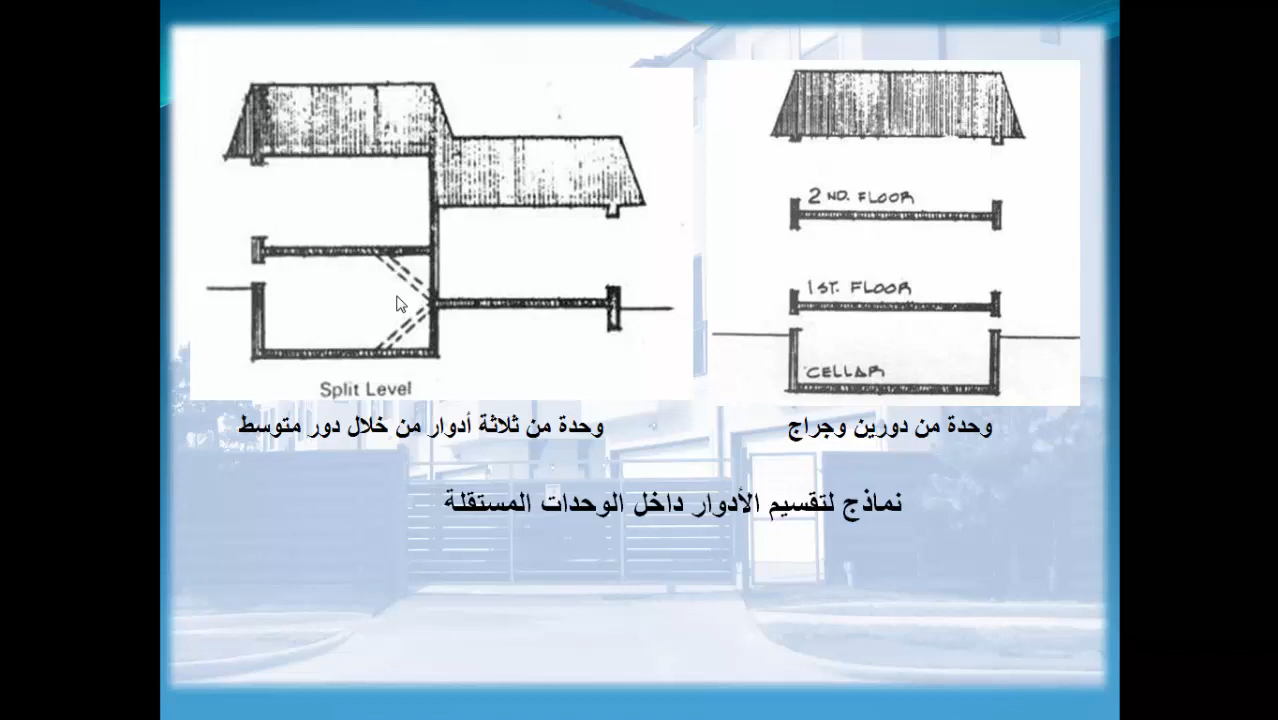 2 ND. FLOOR
1 ST. FLOOR
CELLAR
Split Level
وحدة من دورين وجراج
وحدة من ثلاثة أدوار من خلال دور متوسط
نماذج لتقسيم الأدوار داخل الوحدات المستقلة